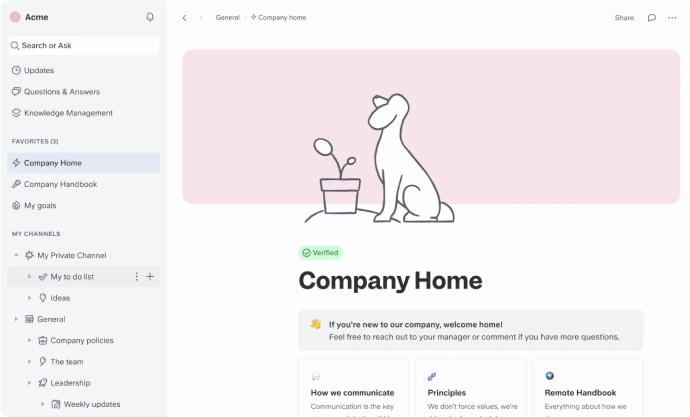 Acme
Search or Ask
Updates
Questions & Answers
Knowledge Management
FAVORITES (3)
Company Home
Company Handbook
My goals
MY CHANNELS
My Private Channel
My to do list
Ideas
General
Company policies
The team
Leadership
Weekly updates
General / Company home
Share
Verified
Company Home
If you're new to our company, welcome home!
Feel free to reach out to your manager or comment if you have more questions.
How we communicate
Communication is the key
Principles
We don't force values, we're
Remote Handbook
Everything about how we